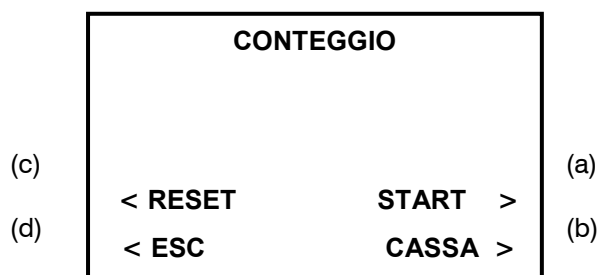 CONTEGGIO
(c) (a)
< RESET START >
(d) (b)
< ESC CASSA >